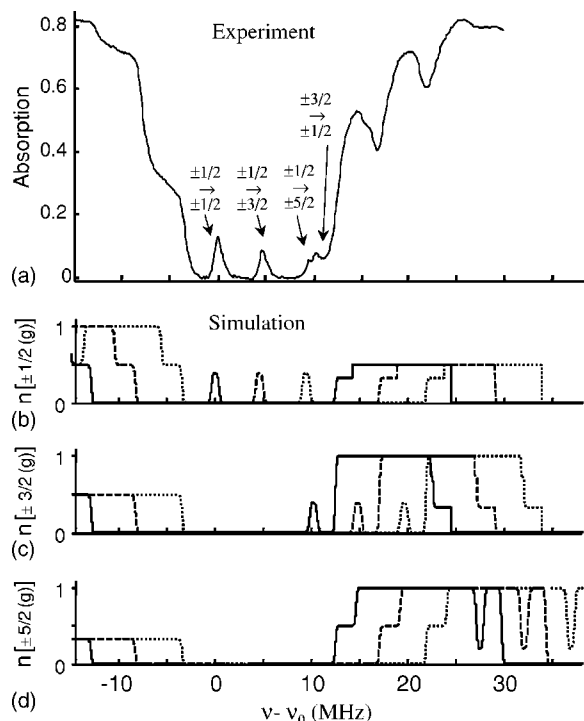 Experiment
Absorption
0.8
0.6
0.4
0.2
0
±1/2 → ±1/2
±1/2 → ±3/2
±1/2 → ±5/2
±3/2 → ±1/2
(a)
Simulation
n[±1/2 (g)]
1
0
(b)
n[±3/2 (g)]
1
0
(c)
n[±5/2 (g)]
1
0
(d)
-10 0 10 20 30
ν- ν0 (MHz)